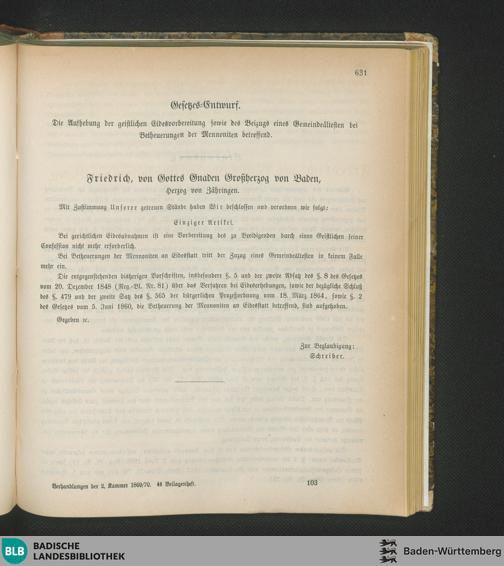 631
Gesetzes-Entwurf.
Die Aufhebung der geistlichen Eidesvorbereitung sowie des Beizugs eines Gemeindeältesten bei
Betheuerungen der Mennoniten betreffend.
Friedrich, von Gottes Gnaden Großherzog von Baden,
Herzog von Zähringen.
Mit Zustimmung Unserer getreuen Stände haben Wir beschlossen und verordnen wie folgt:
Einziger Artikel.
Bei gerichtlichen Eidesabnahmen ist eine Vorbereitung des zu Beeidigenden durch einen Geistlichen seiner
Confession nicht mehr erforderlich.
Bei Betheuerungen der Mennoniten an Eidesstatt tritt der Zuzug eines Gemeindeältesten in keinem Falle
mehr ein.
Die entgegenstehenden bisherigen Vorschriften, insbesondere §. 5 und der zweite Absatz des §. 8 des Gesetzes
vom 20. Dezember 1848 (Reg.-Bl. Nr. 81) über das Verfahren bei Eideserhebungen, sowie der bezügliche Schluß
des §. 479 und der zweite Satz des §. 565 der bürgerlichen Prozeßordnung vom 18. März 1864, sowie §. 2
des Gesetzes vom 5. Juni 1860, die Betheuerung der Mennoniten an Eidesstatt betreffend, sind aufgehoben.
Gegeben ꝛc.
Zur Beglaubigung:
Schreiber.
Verhandlungen der 2. Kammer 1869/70. 4s Beilagenheft.
103
BLB
BADISCHE
LANDESBIBLIOTHEK
Baden-Württemberg